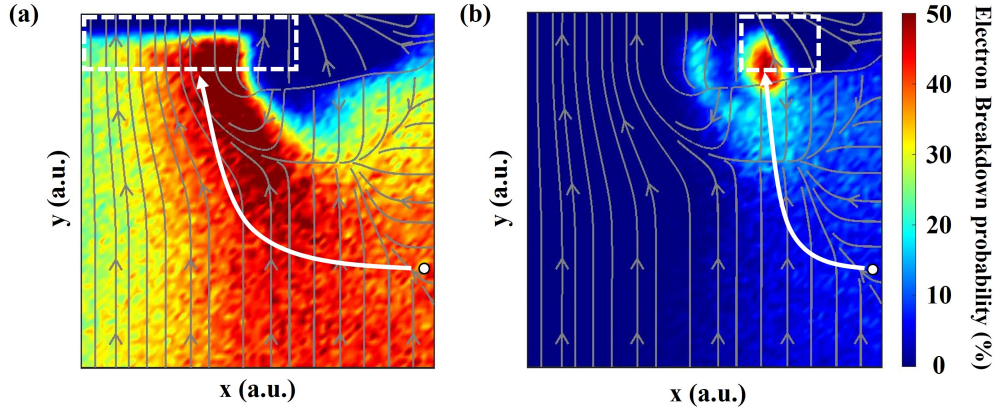 (a)
(b)
y (a.u.)
x (a.u.)
y (a.u.)
x (a.u.)
50
40
30
20
10
0
Electron Breakdown probability (%)